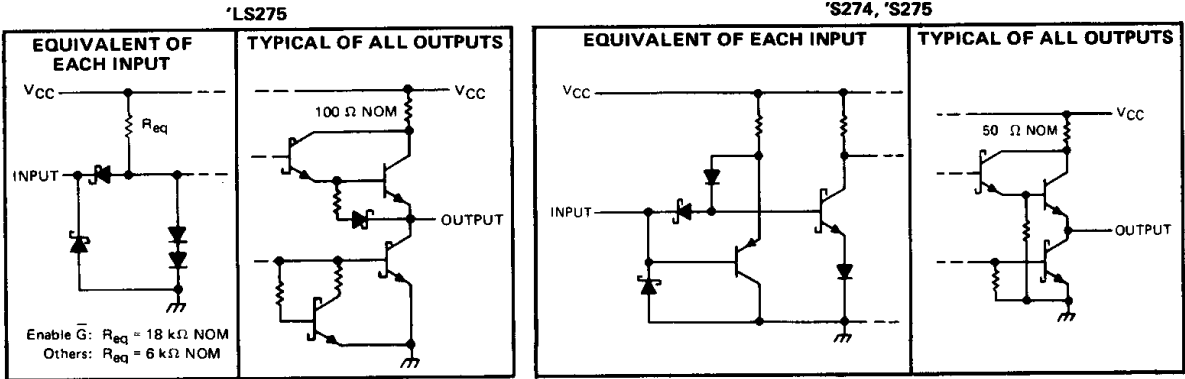 'LS275
EQUIVALENT OF
EACH INPUT
VCC
Req
INPUT
Enable G̅: Req = 18 kΩ NOM
Others: Req = 6 kΩ NOM
TYPICAL OF ALL OUTPUTS
VCC
100 Ω NOM
OUTPUT
'S274, 'S275
EQUIVALENT OF EACH INPUT
VCC
INPUT
TYPICAL OF ALL OUTPUTS
VCC
50 Ω NOM
OUTPUT